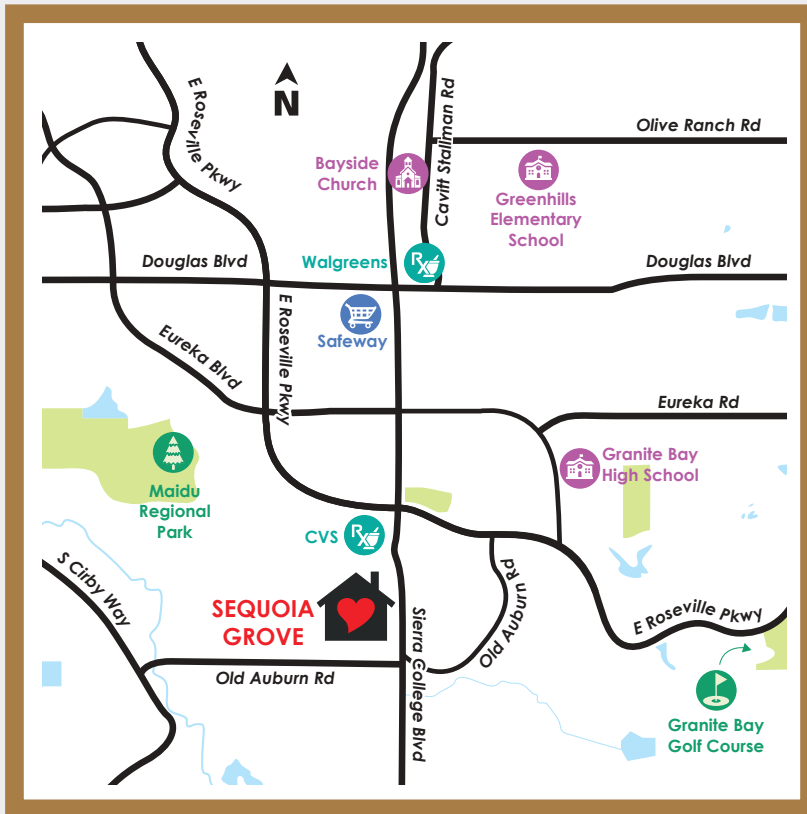 E Roseville Pkwy
N
Cavitt Stallman Rd
Olive Ranch Rd
Bayside
Church
Greenhills
Elementary
School
Douglas Blvd
Walgreens
Rx
Douglas Blvd
Safeway
E Roseville Pkwy
Eureka Blvd
Eureka Rd
Granite Bay
High School
Maidu
Regional
Park
CVS
Rx
S Cirby Way
SEQUOIA
GROVE
Sierra College Blvd
Old Auburn Rd
E Roseville Pkwy
Old Auburn Rd
Granite Bay
Golf Course